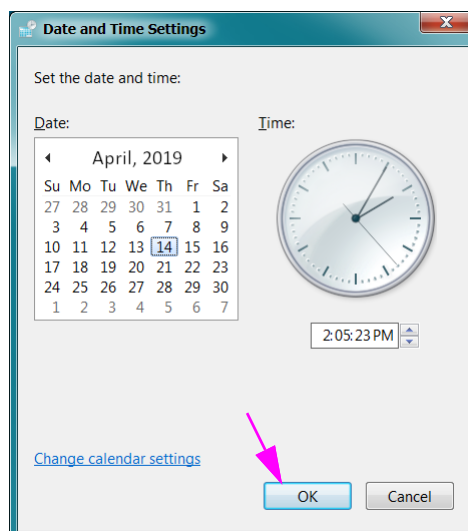 Date and Time Settings
Set the date and time:
Date:
Time:
April, 2019
Su Mo Tu We Th Fr Sa
27 28 29 30 31 1 2
3 4 5 6 7 8 9
10 11 12 13 14 15 16
17 18 19 20 21 22 23
24 25 26 27 28 29 30
1 2 3 4 5 6 7
2:05:23 PM
Change calendar settings
OK
Cancel